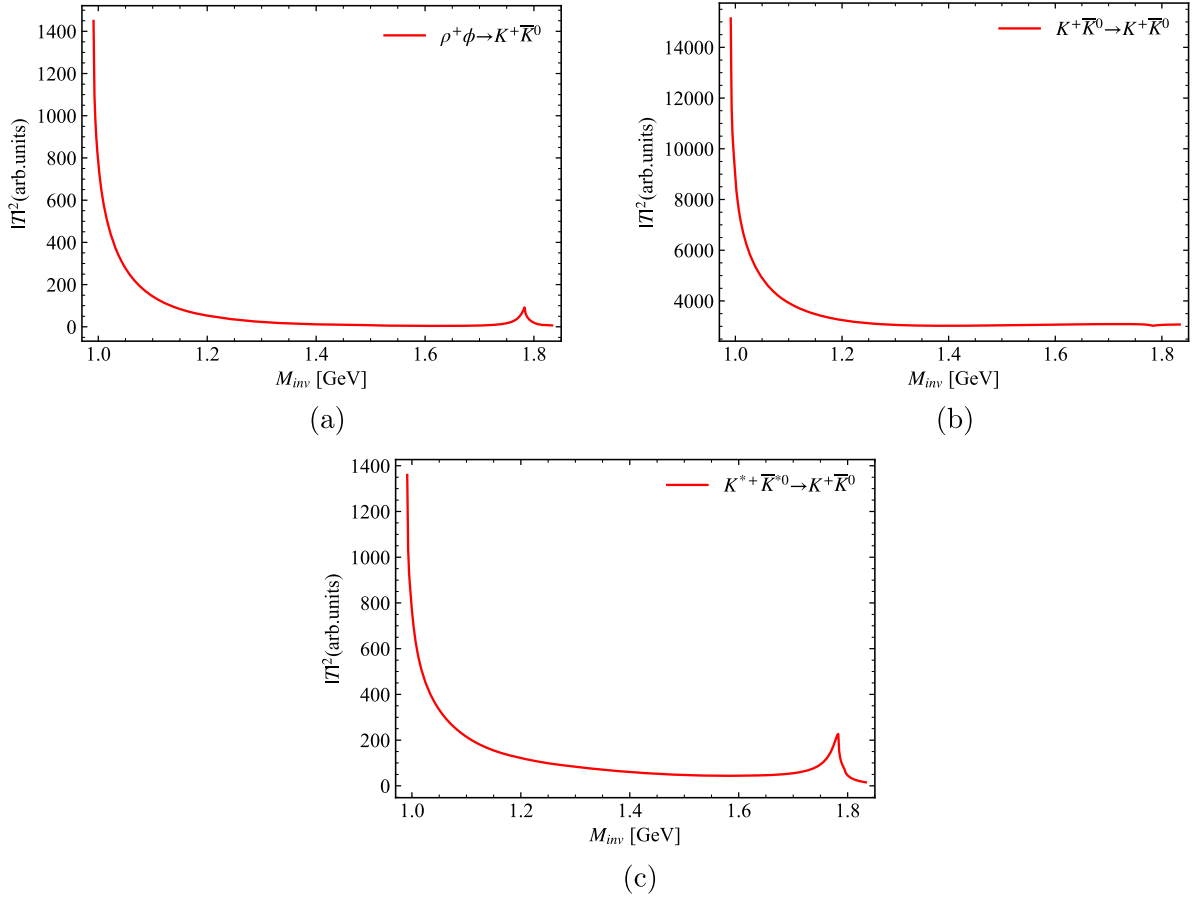 ρ⁺ϕ→K⁺K̅⁰
|T|²(arb.units)
1400
1200
1000
800
600
400
200
0
1.0 1.2 1.4 1.6 1.8
M_inv [GeV]
(a)
K⁺K̅⁰→K⁺K̅⁰
|T|²(arb.units)
14000
12000
10000
8000
6000
4000
1.0 1.2 1.4 1.6 1.8
M_inv [GeV]
(b)
K*⁺K̅*⁰→K⁺K̅⁰
|T|²(arb.units)
1400
1200
1000
800
600
400
200
0
1.0 1.2 1.4 1.6 1.8
M_inv [GeV]
(c)